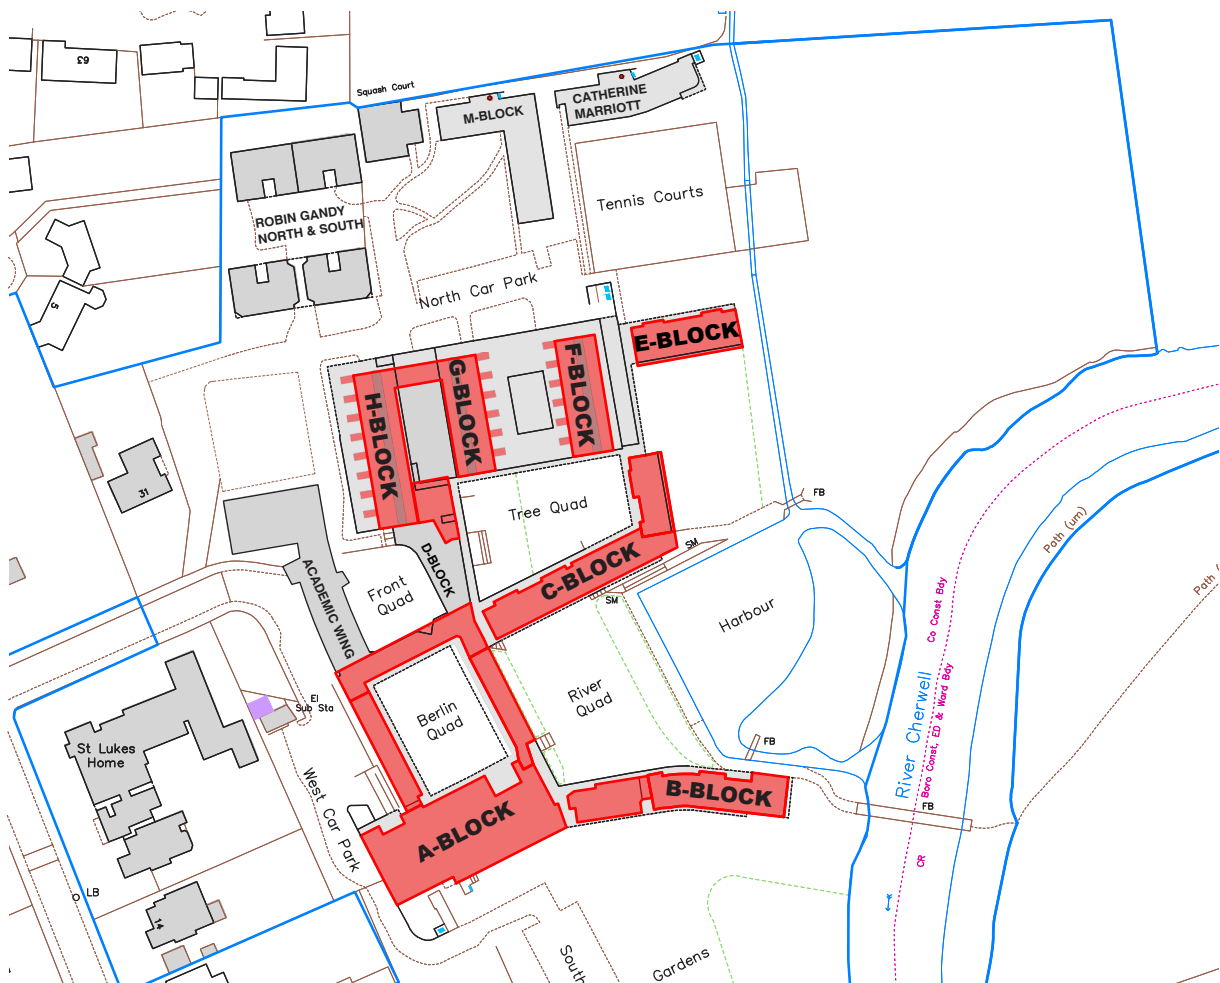 63
Squash Court
M-BLOCK
CATHERINE
MARRIOTT
Tennis Courts
ROBIN GANDY
NORTH & SOUTH
5
North Car Park
E-BLOCK
F-BLOCK
G-BLOCK
H-BLOCK
31
Tree Quad
FB
Path (um)
SM
C-BLOCK
D-BLOCK
ACADEMIC WING
Front
Quad
SM
Harbour
Co Const Bdy
Path (
River Cherwell
Boro Const, ED & Ward Bdy
River
Quad
El
Sub Sta
Berlin
Quad
St Lukes
Home
FB
West Car Park
B-BLOCK
FB
A-BLOCK
CR
LB
14
South
Gardens